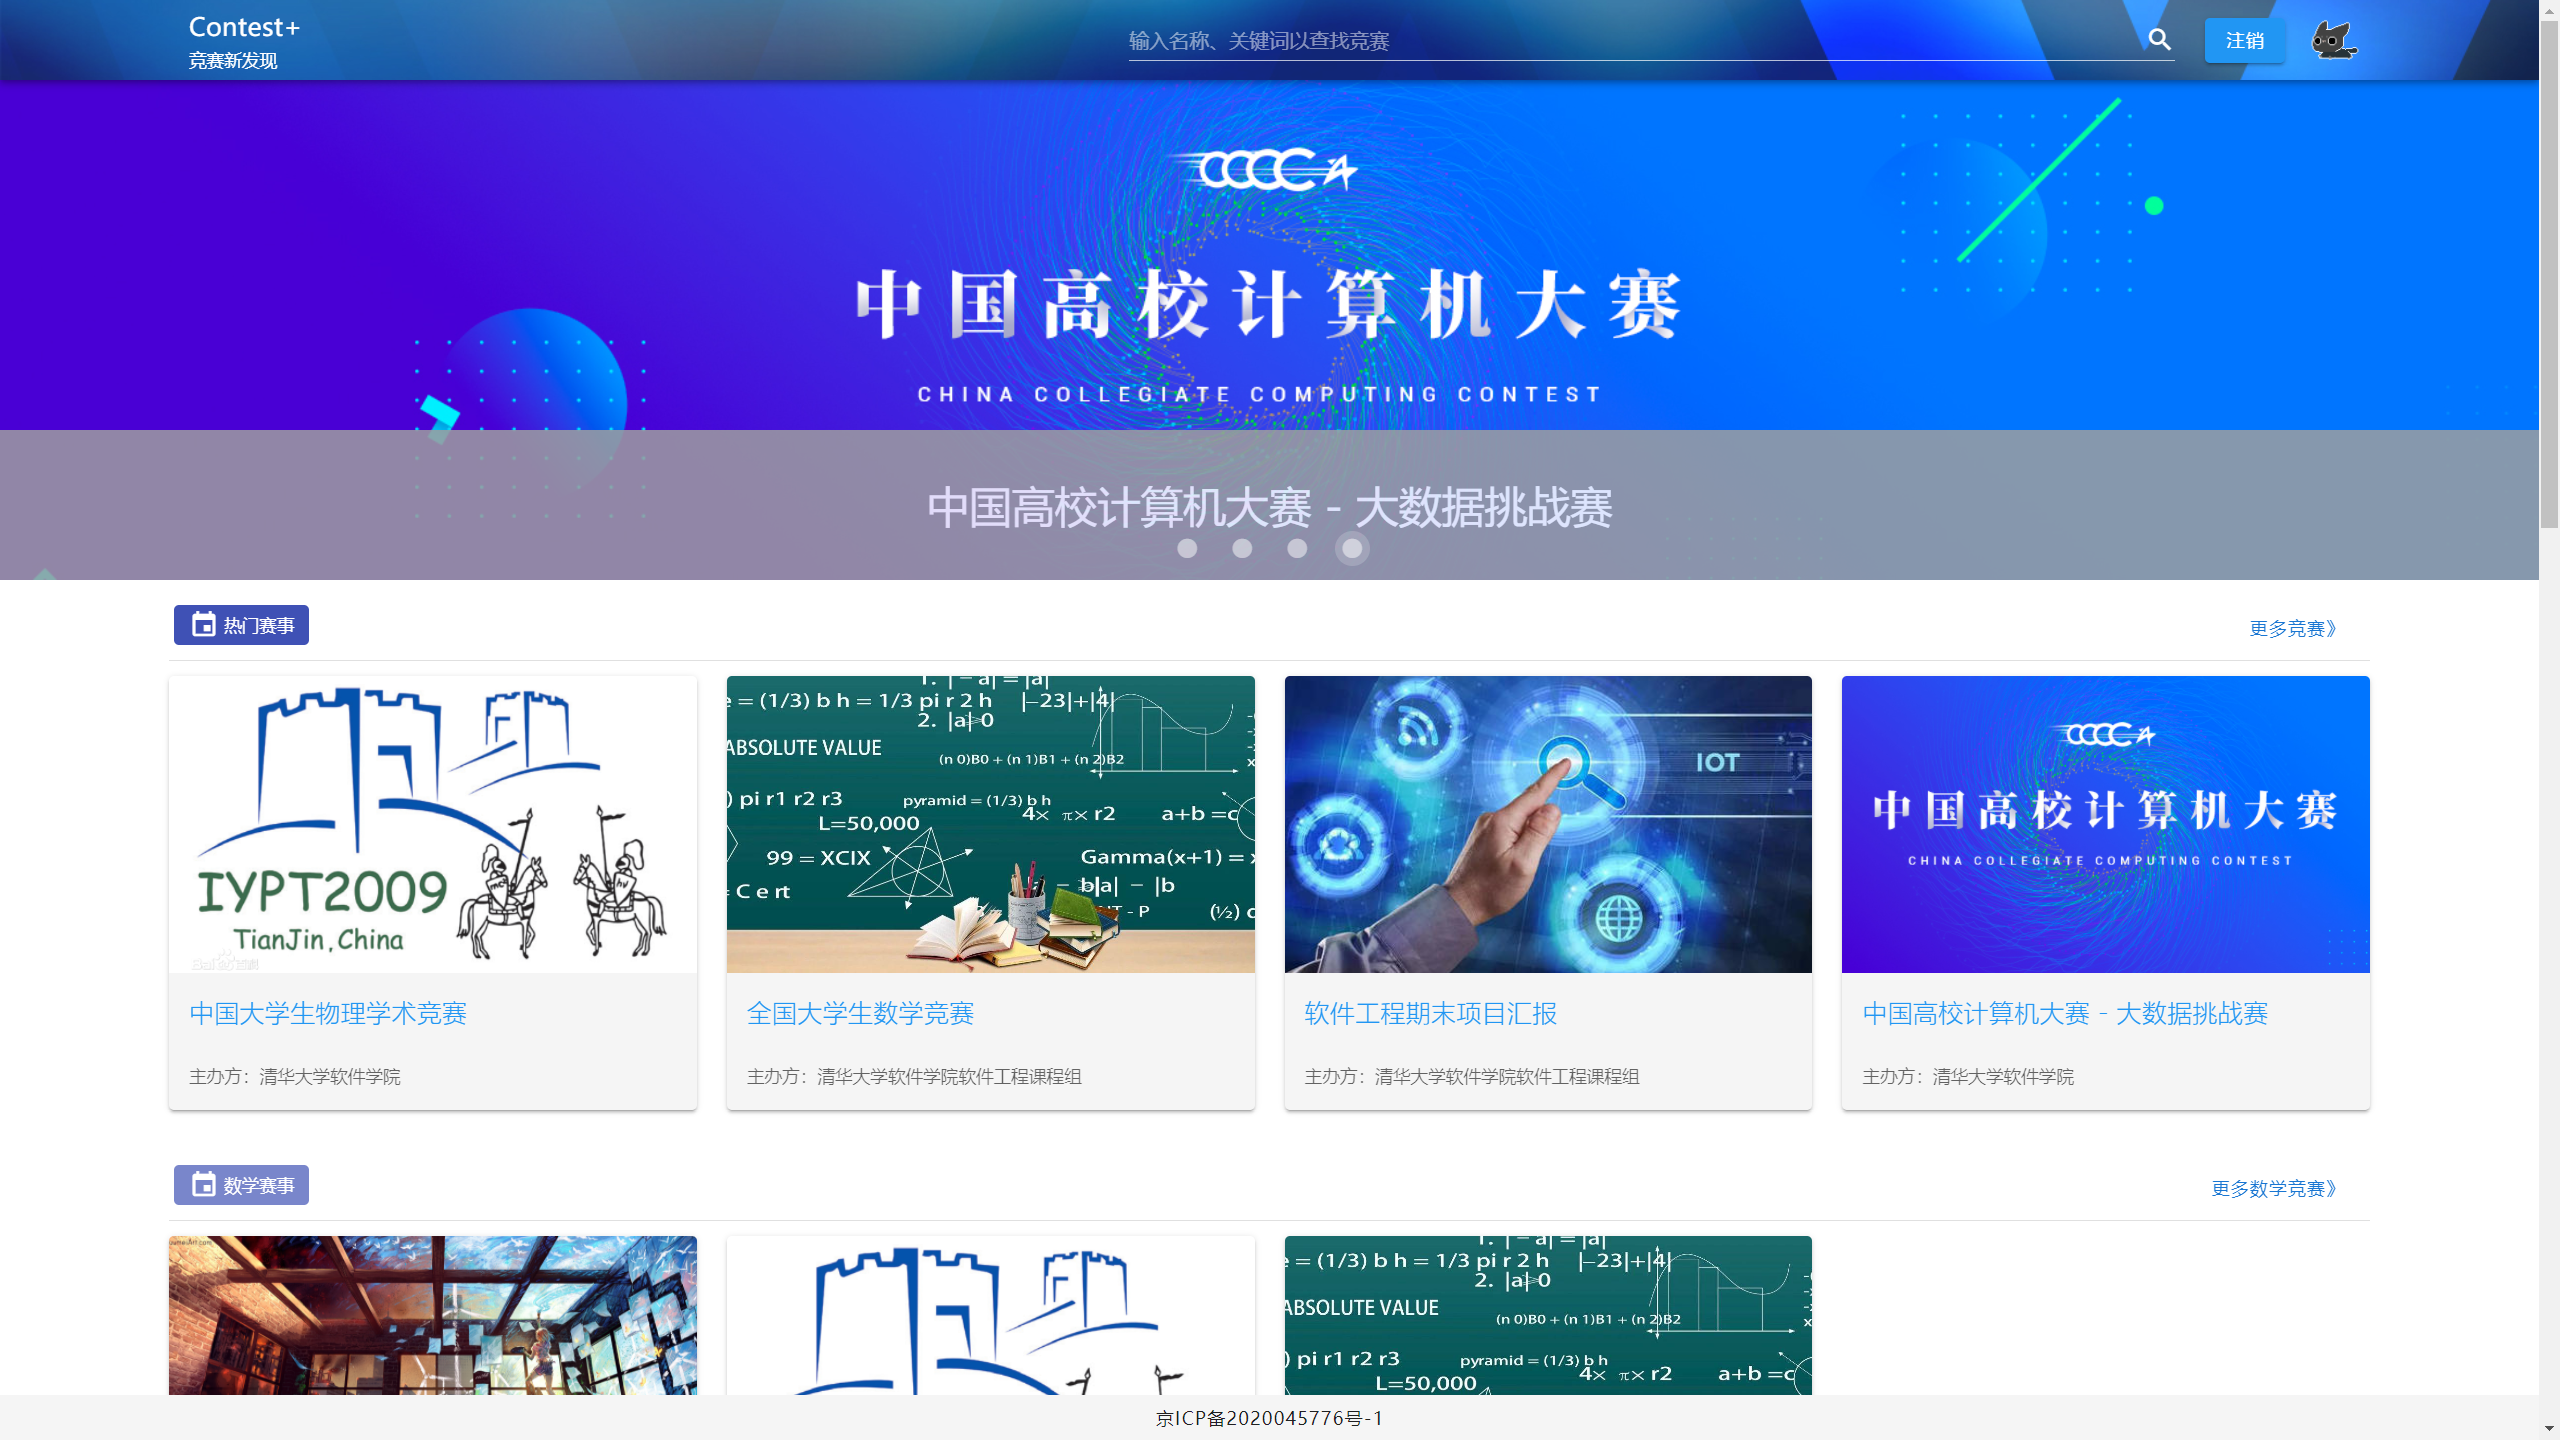 Contest+
竞赛新发现
输入名称、关键词以查找竞赛
注销
CCCC
中国高校计算机大赛
CHINA COLLEGIATE COMPUTING CONTEST
中国高校计算机大赛 - 大数据挑战赛
热门赛事
更多竞赛》
IYPT2009
TianJin,China
Baidu百科
1. |-a| = |a|
e = (1/3) b h = 1/3 pi r 2 h |-23|+|4|
2. |a|>0
ABSOLUTE VALUE
(n 0)B0 + (n 1)B1 + (n 2)B2
) pi r1 r2 r3
pyramid = (1/3) b h
4x πx r2
a+b =c
L=50,000
99 = XCIX
Gamma(x+1) =
C e rt
(½) c
IOT
CCCC
中国高校计算机大赛
CHINA COLLEGIATE COMPUTING CONTEST
中国大学生物理学术竞赛
主办方：清华大学软件学院
全国大学生数学竞赛
主办方：清华大学软件学院软件工程课程组
软件工程期末项目汇报
主办方：清华大学软件学院软件工程课程组
中国高校计算机大赛 - 大数据挑战赛
主办方：清华大学软件学院
数学赛事
更多数学竞赛》
1. |-a| = |a|
e = (1/3) b h = 1/3 pi r 2 h |-23|+|4|
2. |a|>0
ABSOLUTE VALUE
(n 0)B0 + (n 1)B1 + (n 2)B2
) pi r1 r2 r3
pyramid = (1/3) b h
4x πx r2
a+b =c
L=50,000
京ICP备2020045776号-1